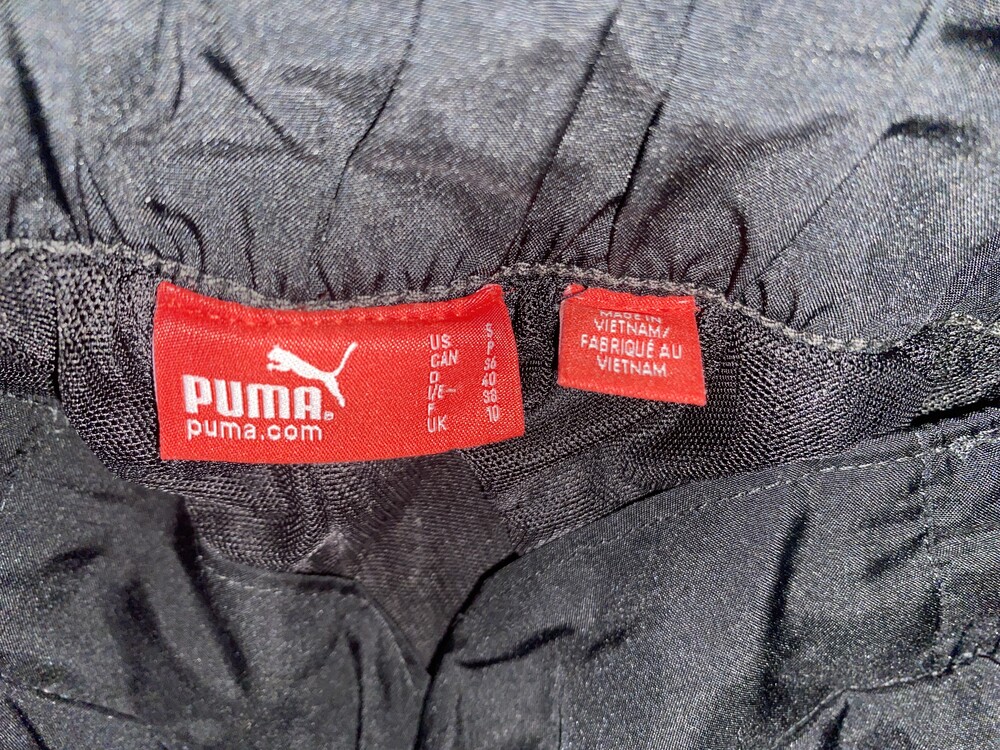 PUMA®
puma.com
US S
CAN P
D 36
I/E- 40
F 38
UK 10
MADE IN
VIETNAM/
FABRIQUÉ AU
VIETNAM